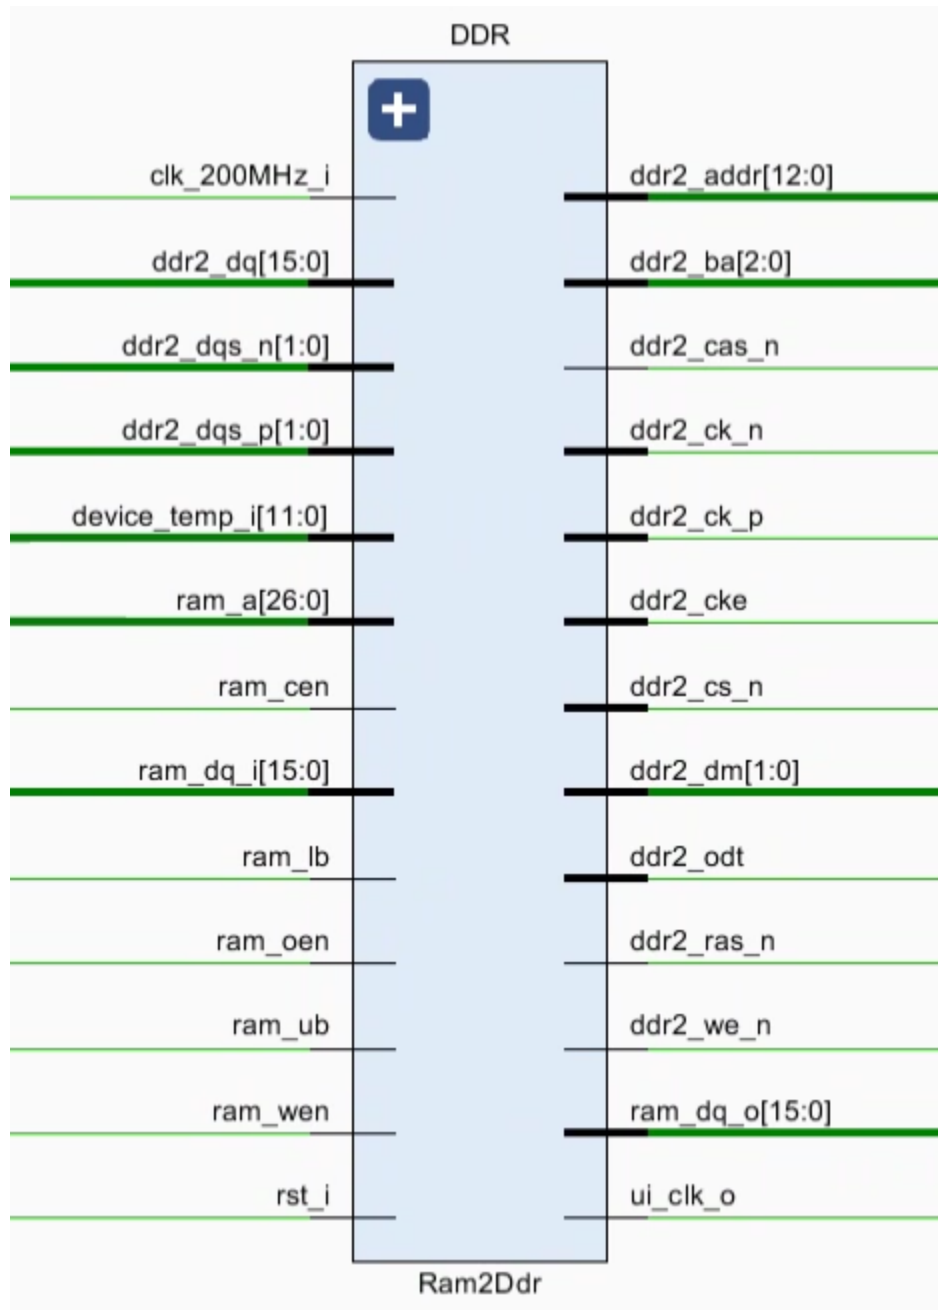 DDR
clk_200MHz_i
ddr2_addr[12:0]
ddr2_dq[15:0]
ddr2_ba[2:0]
ddr2_dqs_n[1:0]
ddr2_cas_n
ddr2_dqs_p[1:0]
ddr2_ck_n
device_temp_i[11:0]
ddr2_ck_p
ram_a[26:0]
ddr2_cke
ram_cen
ddr2_cs_n
ram_dq_i[15:0]
ddr2_dm[1:0]
ram_lb
ddr2_odt
ram_oen
ddr2_ras_n
ram_ub
ddr2_we_n
ram_wen
ram_dq_o[15:0]
rst_i
ui_clk_o
Ram2Ddr